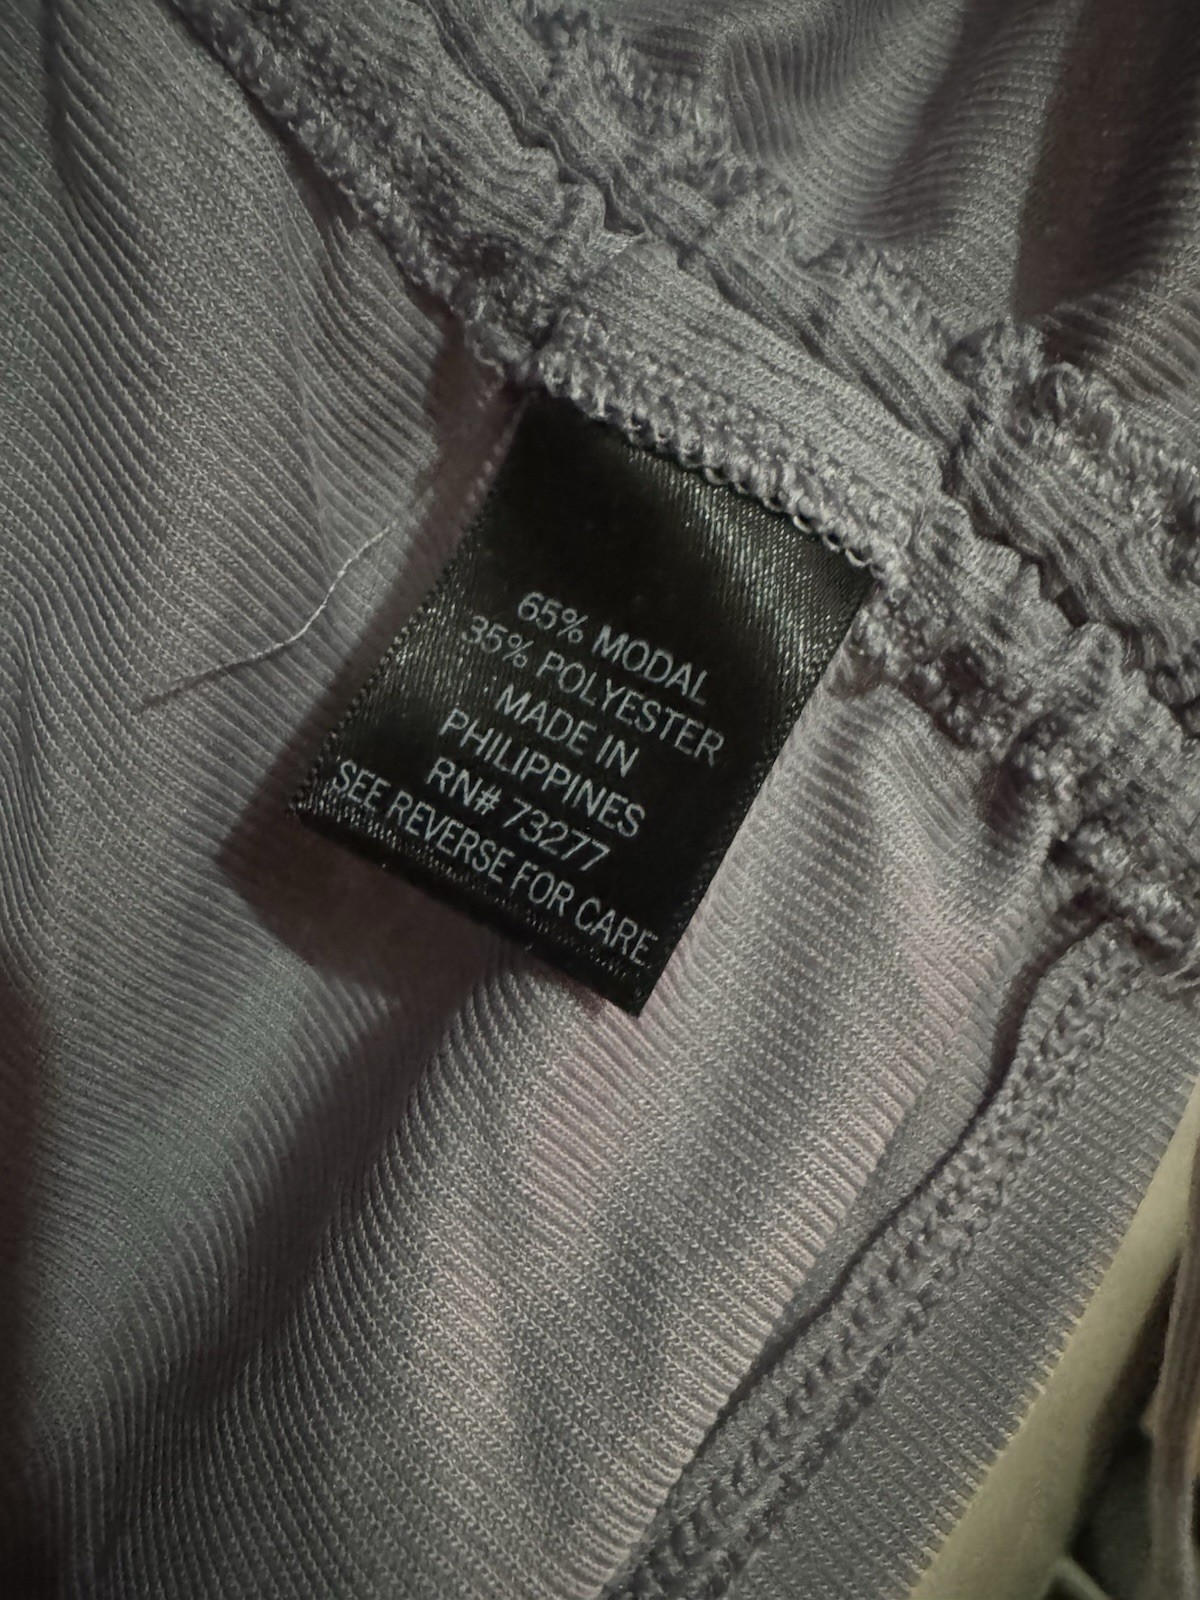 65% MODAL
35% POLYESTER
MADE IN
PHILIPPINES
RN# 73277
SEE REVERSE FOR CARE